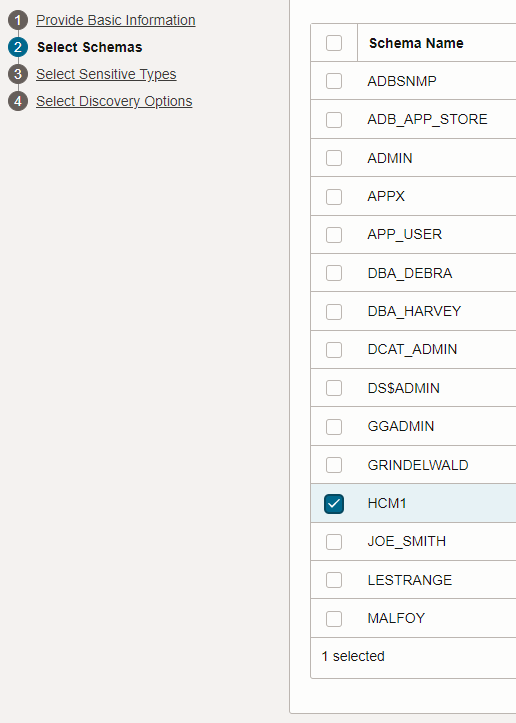 1 Provide Basic Information
2 Select Schemas
3 Select Sensitive Types
4 Select Discovery Options
Schema Name
ADBSNMP
ADB_APP_STORE
ADMIN
APPX
APP_USER
DBA_DEBRA
DBA_HARVEY
DCAT_ADMIN
DS$ADMIN
GGADMIN
GRINDELWALD
HCM1
JOE_SMITH
LESTRANGE
MALFOY
1 selected